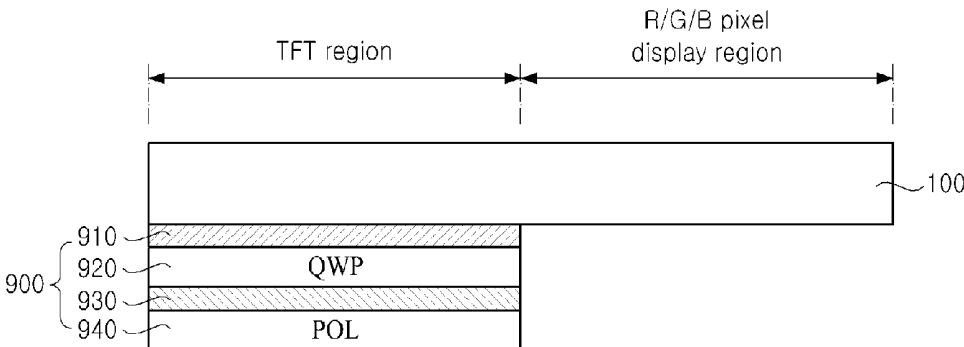 R/G/B pixel
TFT region
display region
100
910
QWP
920
900
930
940
POL